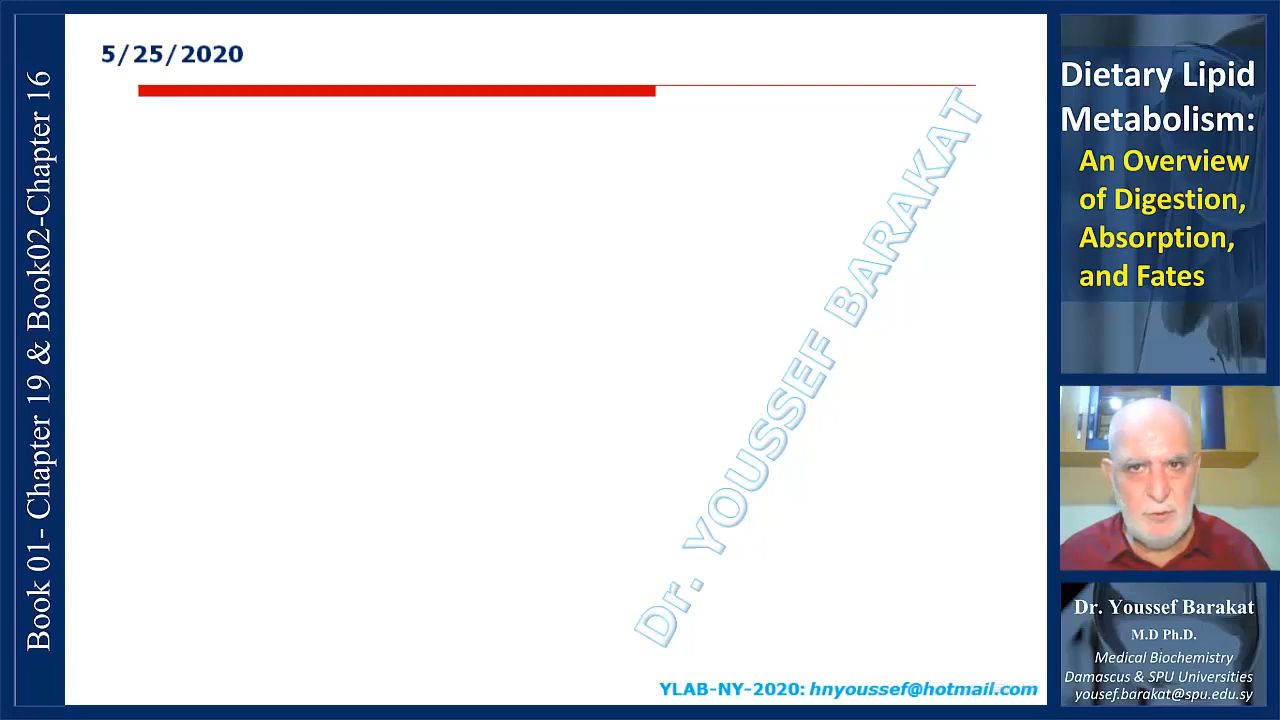 Book 01- Chapter 19 & Book02-Chapter 16
5/25/2020
Dr. YOUSSEF BARAKAT
YLAB-NY-2020: hnyoussef@hotmail.com
Dietary Lipid
Metabolism:
An Overview
of Digestion,
Absorption,
and Fates
Dr. Youssef Barakat
M.D Ph.D.
Medical Biochemistry
Damascus & SPU Universities
yousef.barakat@spu.edu.sy